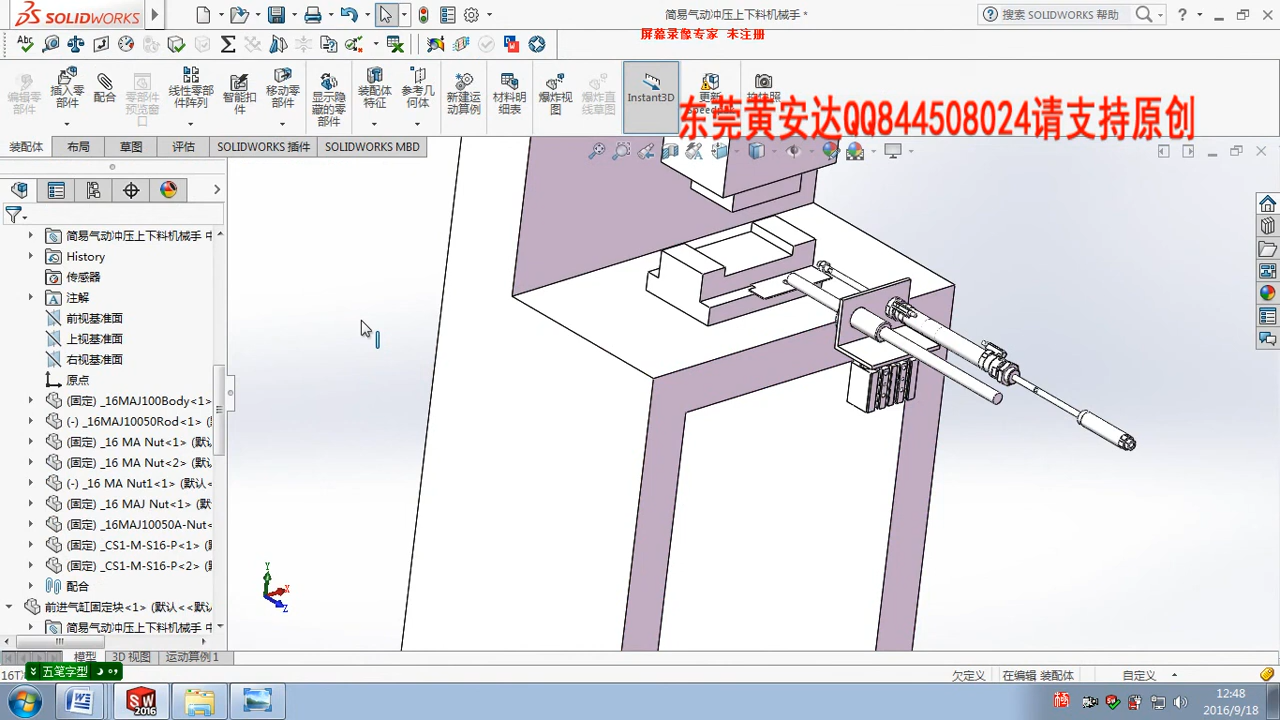 SOLIDWORKS
简易气动冲压上下料机械手 *
搜索 SOLIDWORKS 帮助
屏幕录像专家 未注册
编辑零件
插入零部件
配合
零部件预览窗口
线性零部件阵列
智能扣件
移动零部件
显示隐藏的零部件
装配体特征
参考几何体
新建运动算例
材料明细表
爆炸视图
爆炸直线草图
Instant3D
更新
东莞黄安达QQ844508024请支持原创
装配体
布局
草图
评估
SOLIDWORKS 插件
SOLIDWORKS MBD
简易气动冲压上下料机械手 中
History
传感器
注解
前视基准面
上视基准面
右视基准面
原点
(固定) _16MAJ100Body<1>
(-) _16MAJ10050Rod<1>
(固定) _16 MA Nut<1> (默认
(固定) _16 MA Nut<2> (默认
(-) _16 MA Nut1<1> (默认<
(固定) _16 MAJ Nut<1> (默
(固定) _16MAJ10050A-Nut<
(固定) _CS1-M-S16-P<1>
(固定) _CS1-M-S16-P<2>
配合
前进气缸固定块<1> (默认<<默认
简易气动冲压上下料机械手
模型
3D 视图
运动算例1
五笔字型
欠定义
在编辑 装配体
自定义
SW
2016
Y
X
Z
12:48
2016/9/18